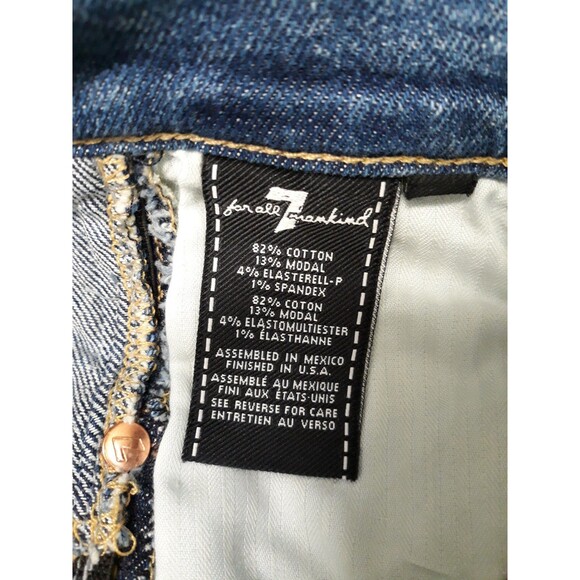 for all 7 mankind
82% COTTON
13% MODAL
4% ELASTERELL-P
1% SPANDEX
82% COTON
13% MODAL
4% ELASTOMULTIESTER
1% ÉLASTHANNE
ASSEMBLED IN MEXICO
FINISHED IN U.S.A.
ASSEMBLÉ AU MEXIQUE
FINI AUX ÉTATS-UNIS
SEE REVERSE FOR CARE
ENTRETIEN AU VERSO